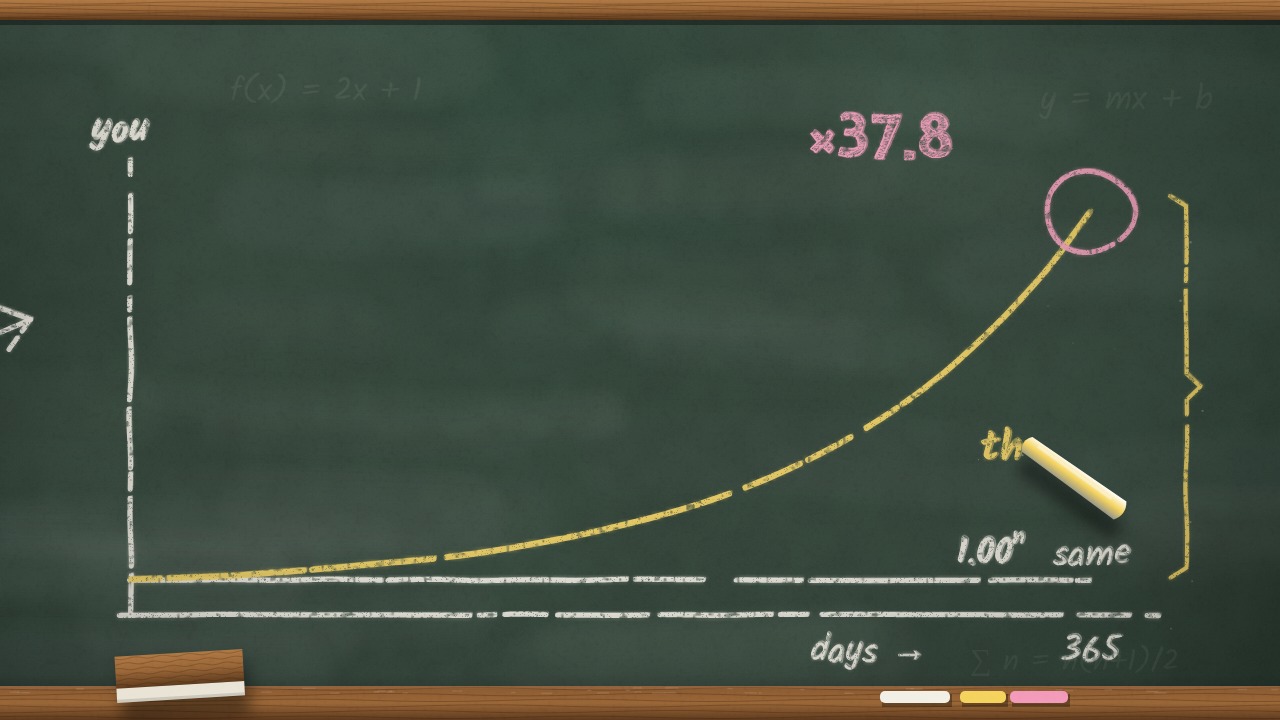 f(x) = 2x + 1
y = mx + b
you
×37.8
th
1.00ⁿ same
days → 365